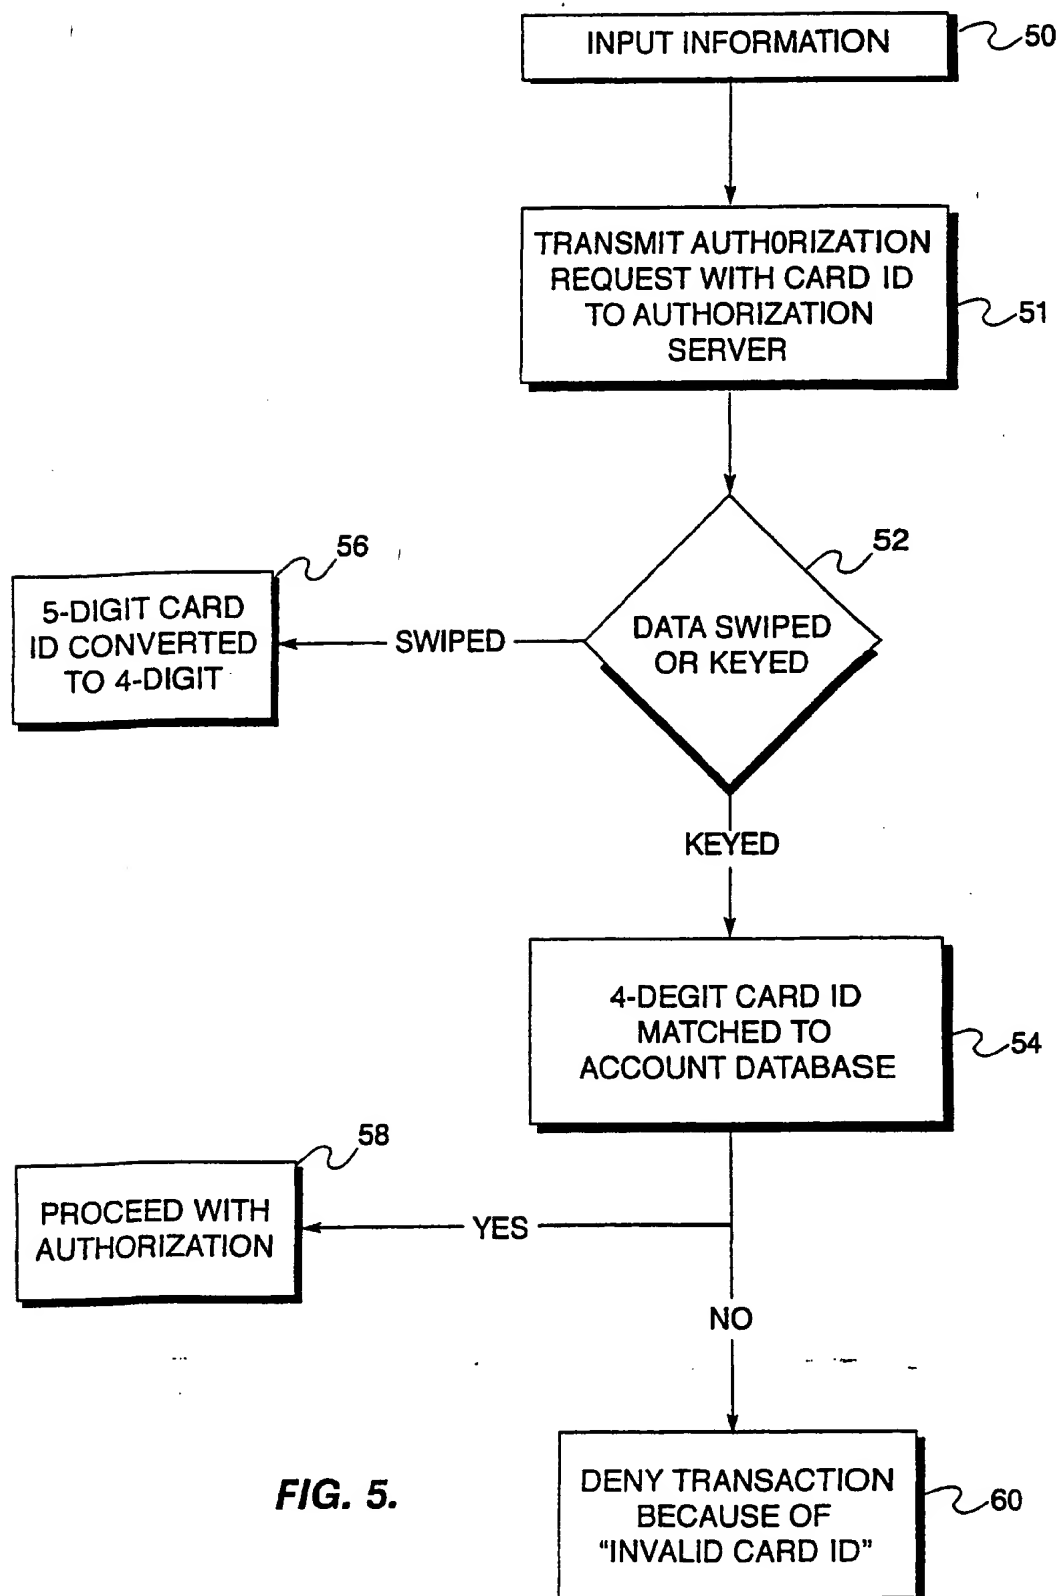 INPUT INFORMATION
50
TRANSMIT AUTH0RIZATION
REQUEST WITH CARD ID
TO AUTHORIZATION
SERVER
51
52
DATA SWIPED
OR KEYED
SWIPED
56
5-DIGIT CARD
ID CONVERTED
TO 4-DIGIT
KEYED
4-DEGIT CARD ID
MATCHED TO
ACCOUNT DATABASE
54
58
PROCEED WITH
AUTHORIZATION
YES
NO
DENY TRANSACTION
BECAUSE OF
“INVALID CARD ID”
60
FIG. 5.